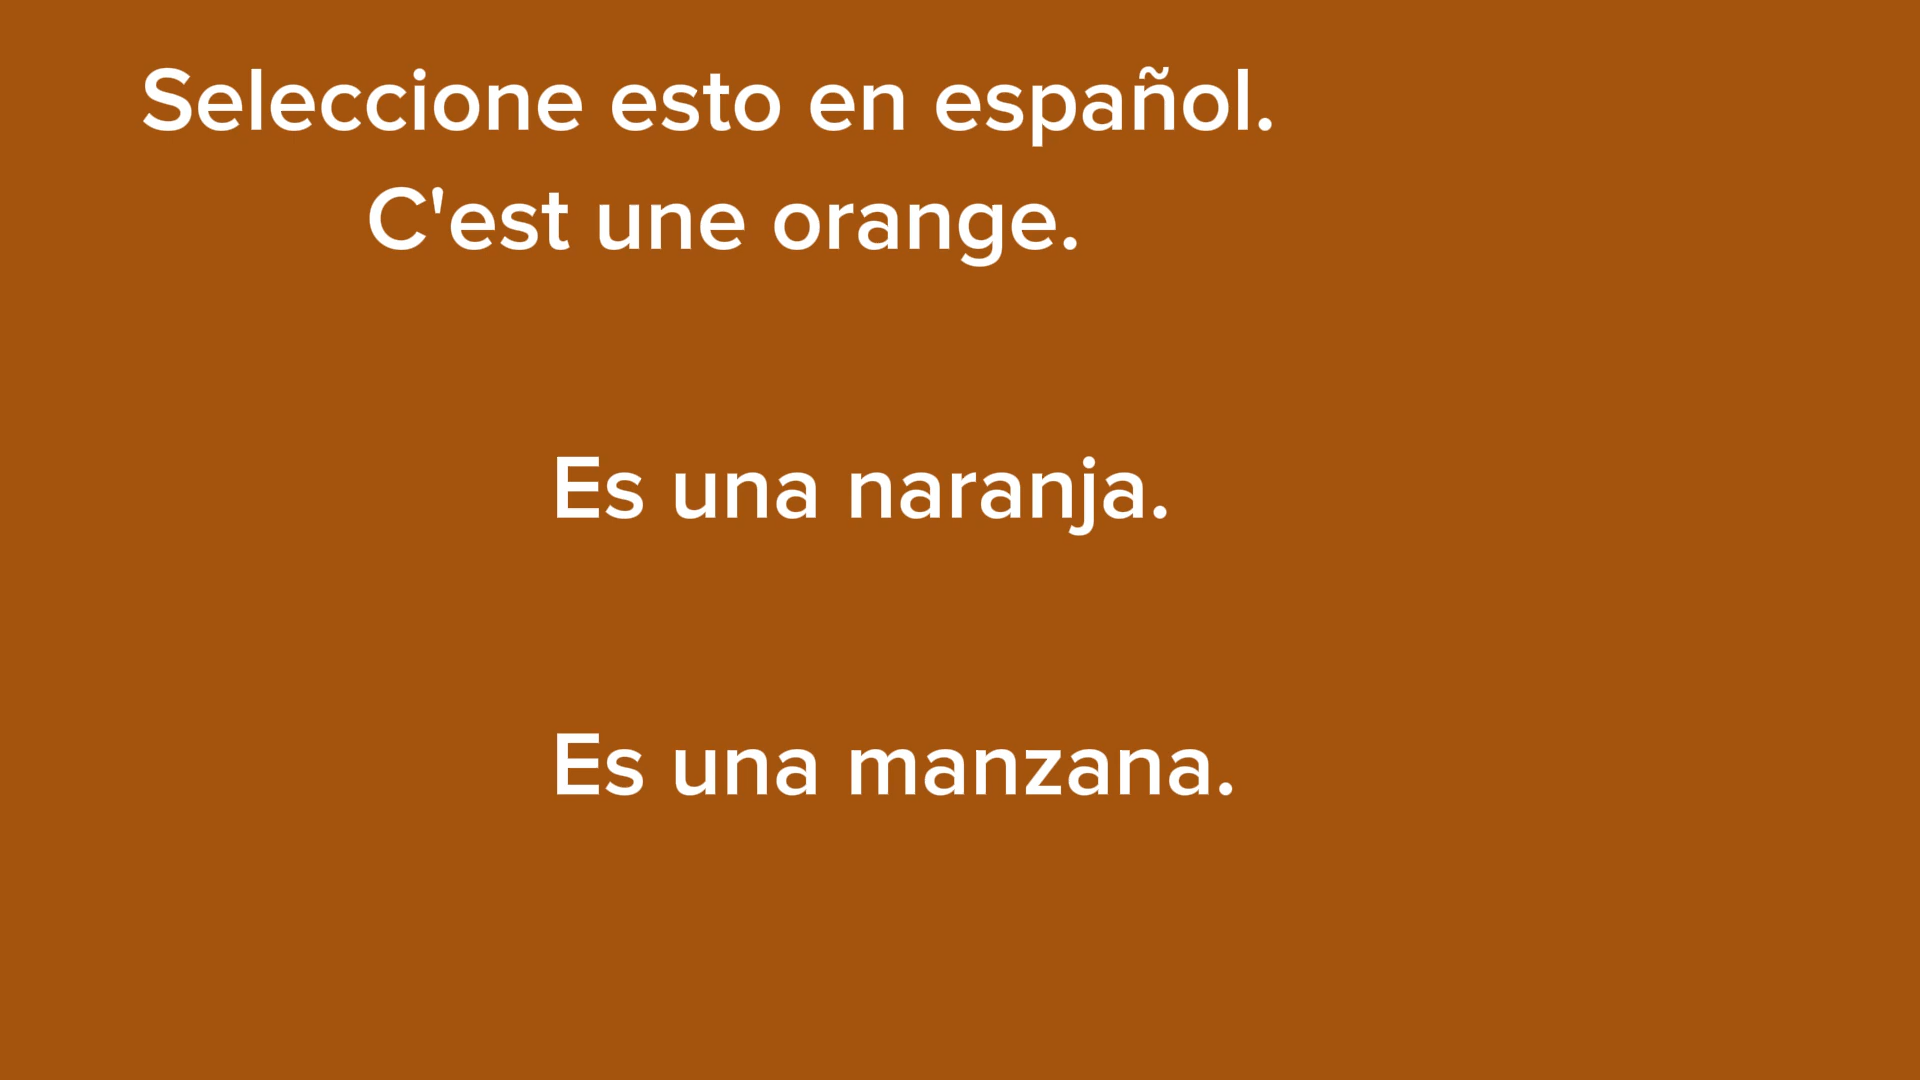 Seleccione esto en español.
C'est une orange.
Es una naranja.
Es una manzana.